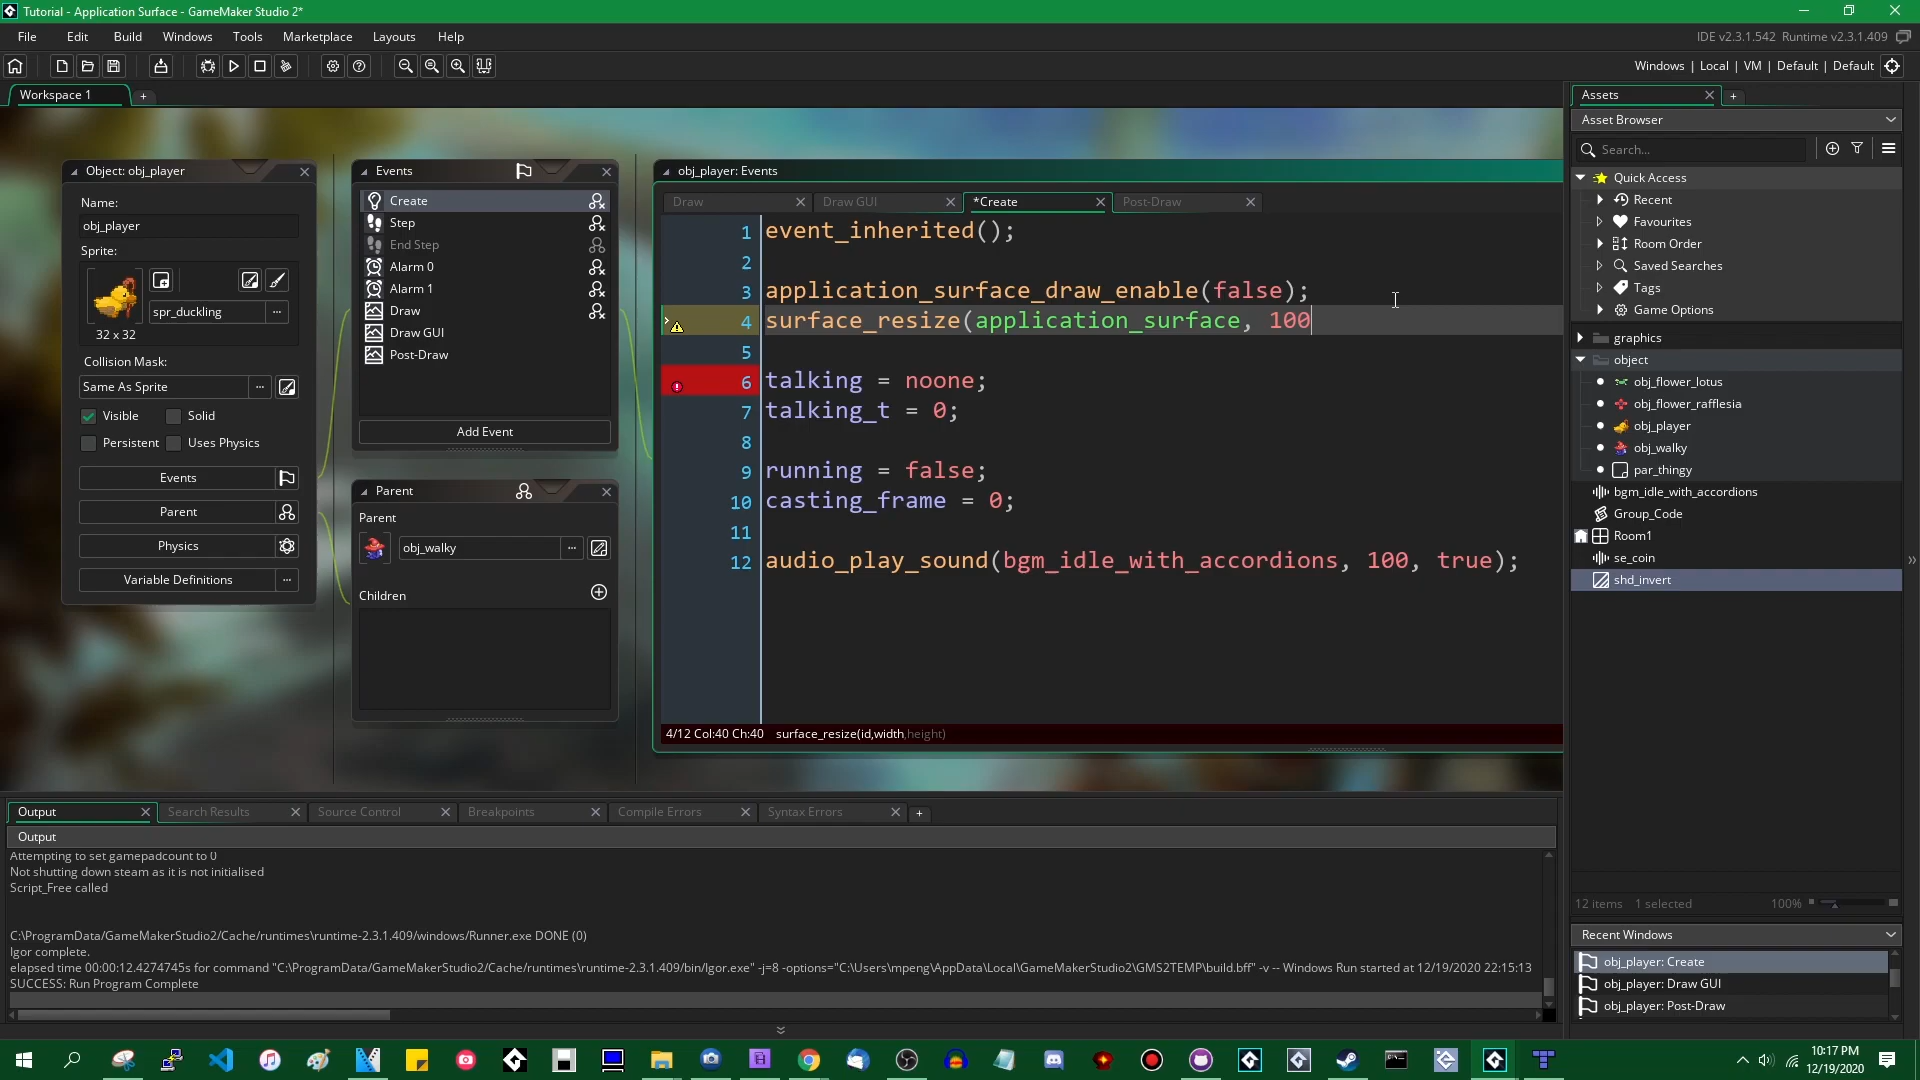 Tutorial - Application Surface - GameMaker Studio 2*
File Edit Build Windows Tools Marketplace Layouts Help
IDE v2.3.1.542 Runtime v2.3.1.409
Windows | Local | VM | Default | Default
Workspace 1
Object: obj_player
Name:
obj_player
Sprite:
spr_duckling
32 x 32
Collision Mask:
Same As Sprite
Visible Solid
Persistent Uses Physics
Events
Parent
Physics
Variable Definitions
Events
Create
Step
End Step
Alarm 0
Alarm 1
Draw
Draw GUI
Post-Draw
Add Event
Parent
Parent
obj_walky
Children
obj_player: Events
Draw Draw GUI *Create Post-Draw
1 event_inherited();
2
3 application_surface_draw_enable(false);
4 surface_resize(application_surface, 100
5
6 talking = noone;
7 talking_t = 0;
8
9 running = false;
10 casting_frame = 0;
11
12 audio_play_sound(bgm_idle_with_accordions, 100, true);
4/12 Col:40 Ch:40 surface_resize(id,width,height)
Assets
Asset Browser
Search...
Quick Access
Recent
Favourites
Room Order
Saved Searches
Tags
Game Options
graphics
object
obj_flower_lotus
obj_flower_rafflesia
obj_player
obj_walky
par_thingy
bgm_idle_with_accordions
Group_Code
Room1
se_coin
shd_invert
12 items 1 selected 100%
Recent Windows
obj_player: Create
obj_player: Draw GUI
obj_player: Post-Draw
Output Search Results Source Control Breakpoints Compile Errors Syntax Errors
Output
Attempting to set gamepadcount to 0
Not shutting down steam as it is not initialised
Script_Free called
C:\ProgramData/GameMakerStudio2/Cache/runtimes\runtime-2.3.1.409/windows/Runner.exe DONE (0)
Igor complete.
elapsed time 00:00:12.4274745s for command "C:\ProgramData/GameMakerStudio2/Cache/runtimes\runtime-2.3.1.409/bin/Igor.exe" -j=8 -options="C:\Users\mpeng\AppData\Local\GameMakerStudio2\GMS2TEMP\build.bff" -v -- Windows Run started at 12/19/2020 22:15:13
SUCCESS: Run Program Complete
10:17 PM
12/19/2020